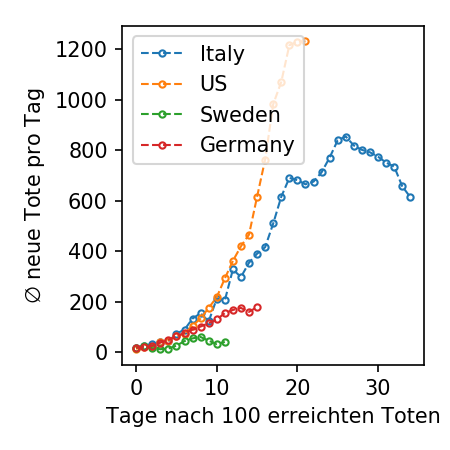 Italy
US
Sweden
Germany
∅ neue Tote pro Tag
1200
1000
800
600
400
200
0
0 10 20 30
Tage nach 100 erreichten Toten